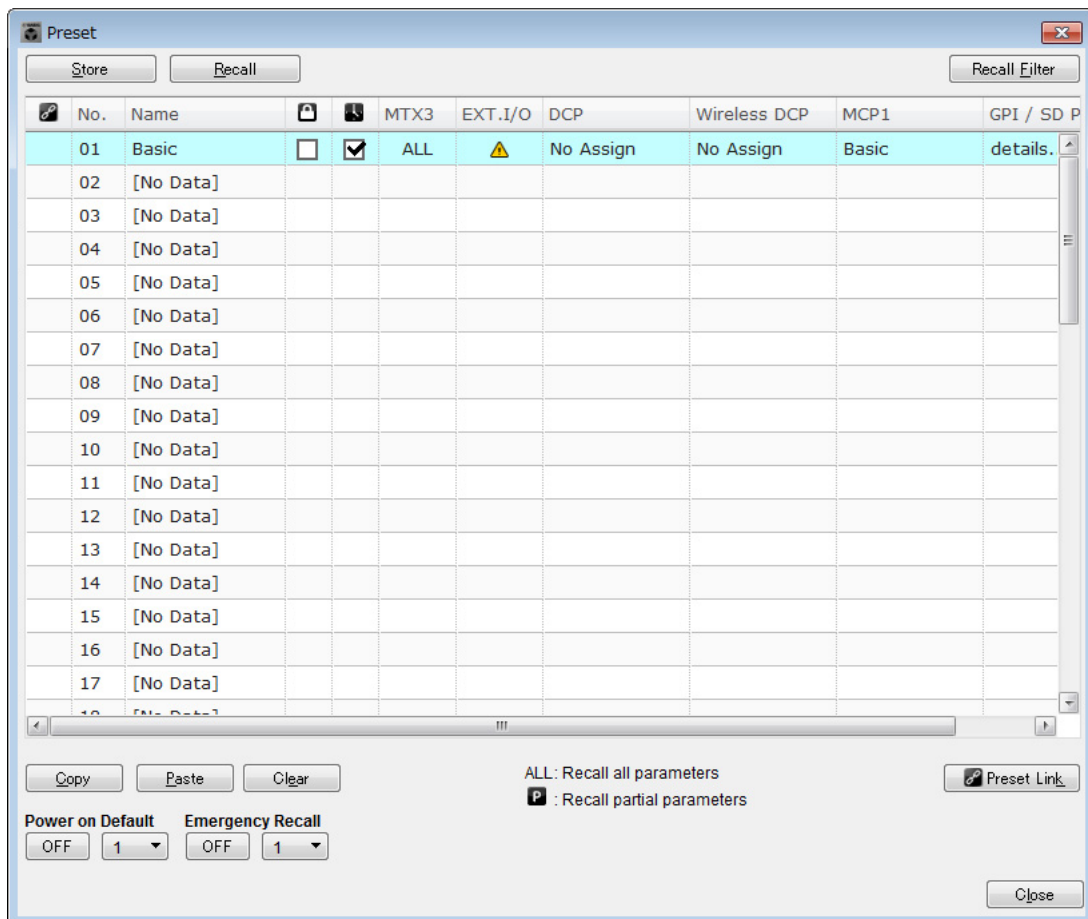 Preset
Store Recall Recall Filter
No. Name MTX3 EXT.I/O DCP Wireless DCP MCP1 GPI / SD P
01 Basic ALL No Assign No Assign Basic details.
02 [No Data]
03 [No Data]
04 [No Data]
05 [No Data]
06 [No Data]
07 [No Data]
08 [No Data]
09 [No Data]
10 [No Data]
11 [No Data]
12 [No Data]
13 [No Data]
14 [No Data]
15 [No Data]
16 [No Data]
17 [No Data]
Copy Paste Clear ALL: Recall all parameters Preset Link
P : Recall partial parameters
Power on Default Emergency Recall
OFF 1 OFF 1
Close